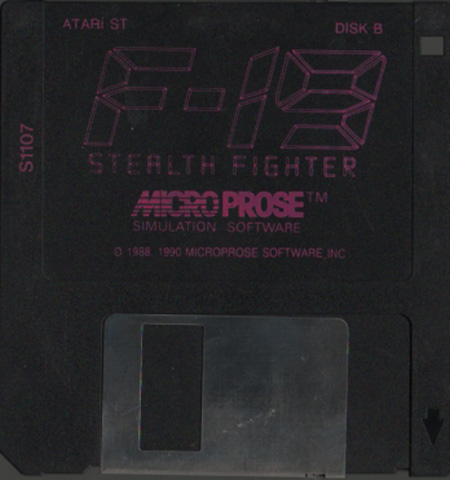 ATARI ST DISK B
F-19
STEALTH FIGHTER
S1107
MICROPROSE™
SIMULATION SOFTWARE
© 1988, 1990 MICROPROSE SOFTWARE, INC